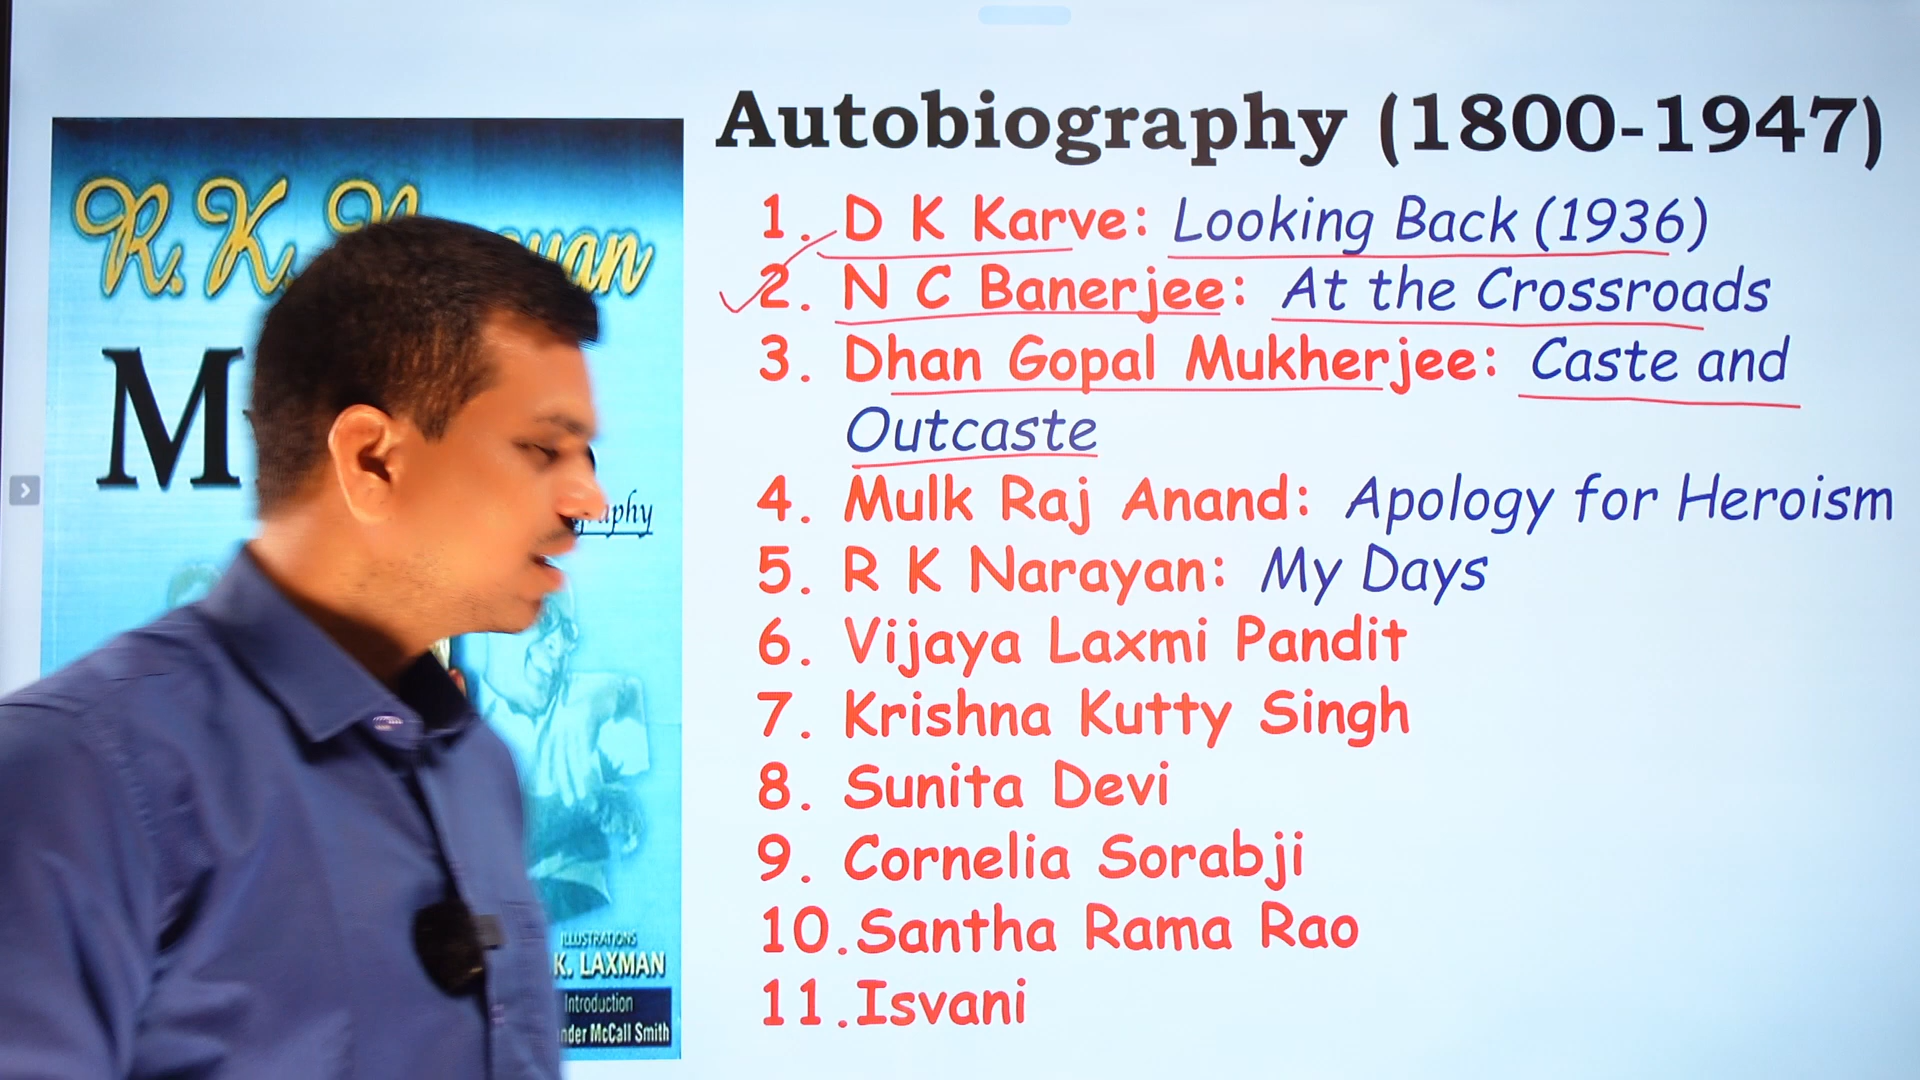 Autobiography (1800-1947)
1. D K Karve: Looking Back (1936)
2. N C Banerjee: At the Crossroads
3. Dhan Gopal Mukherjee: Caste and
Outcaste
4. Mulk Raj Anand: Apology for Heroism
5. R K Narayan: My Days
6. Vijaya Laxmi Pandit
7. Krishna Kutty Singh
8. Sunita Devi
9. Cornelia Sorabji
10. Santha Rama Rao
11. Isvani
R. K.
M
ILLUSTRATIONS
K. LAXMAN
Introduction
McCall Smith